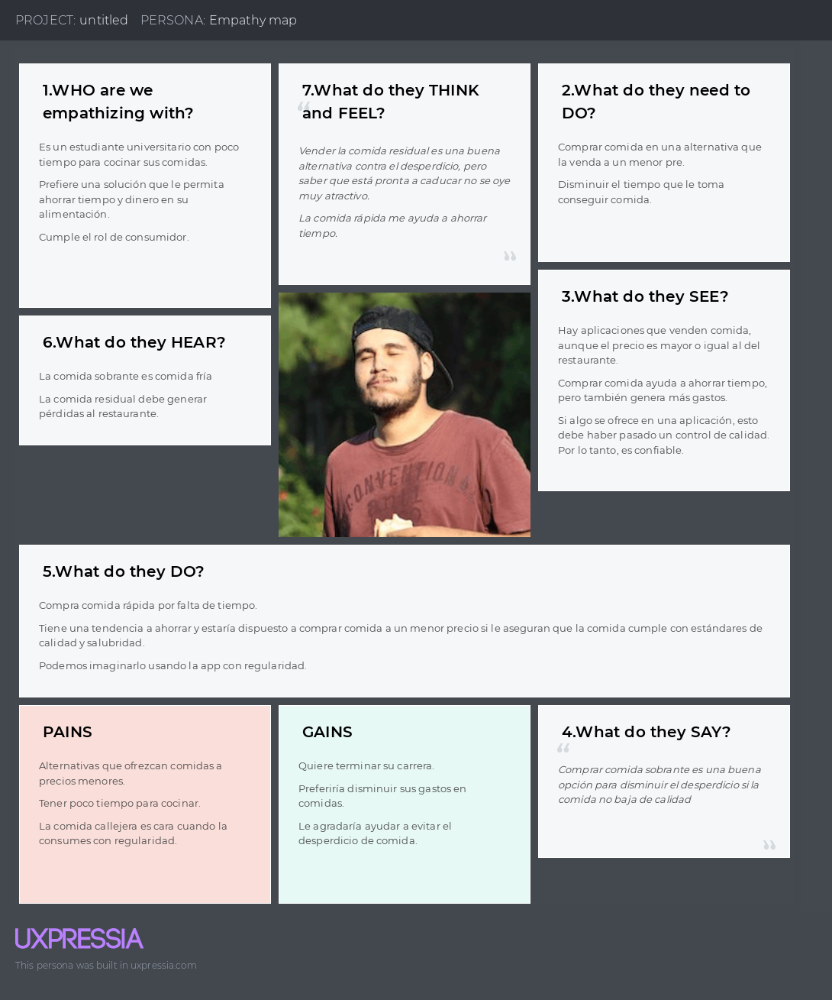 PROJECT: untitled PERSONA: Empathy map
1.WHO are we
empathizing with?
Es un estudiante universitario con poco
tiempo para cocinar sus comidas.
Prefiere una solución que le permita
ahorrar tiempo y dinero en su
alimentación.
Cumple el rol de consumidor.
7.What do they THINK
and FEEL?
“
Vender la comida residual es una buena
alternativa contra el desperdicio, pero
saber que está pronta a caducar no se oye
muy atractivo.
La comida rápida me ayuda a ahorrar
tiempo.
”
2.What do they need to
DO?
Comprar comida en una alternativa que
la venda a un menor pre.
Disminuir el tiempo que le toma
conseguir comida.
3.What do they SEE?
Hay aplicaciones que venden comida,
aunque el precio es mayor o igual al del
restaurante.
Comprar comida ayuda a ahorrar tiempo,
pero también genera más gastos.
Si algo se ofrece en una aplicación, esto
debe haber pasado un control de calidad.
Por lo tanto, es confiable.
6.What do they HEAR?
La comida sobrante es comida fría
La comida residual debe generar
pérdidas al restaurante.
CONVENTIONS
5.What do they DO?
Compra comida rápida por falta de tiempo.
Tiene una tendencia a ahorrar y estaría dispuesto a comprar comida a un menor precio si le aseguran que la comida cumple con estándares de
calidad y salubridad.
Podemos imaginarlo usando la app con regularidad.
PAINS
Alternativas que ofrezcan comidas a
precios menores.
Tener poco tiempo para cocinar.
La comida callejera es cara cuando la
consumes con regularidad.
GAINS
Quiere terminar su carrera.
Preferiría disminuir sus gastos en
comidas.
Le agradaría ayudar a evitar el
desperdicio de comida.
4.What do they SAY?
“
Comprar comida sobrante es una buena
opción para disminuir el desperdicio si la
comida no baja de calidad
”
UXPRESSIA
This persona was built in uxpressia.com